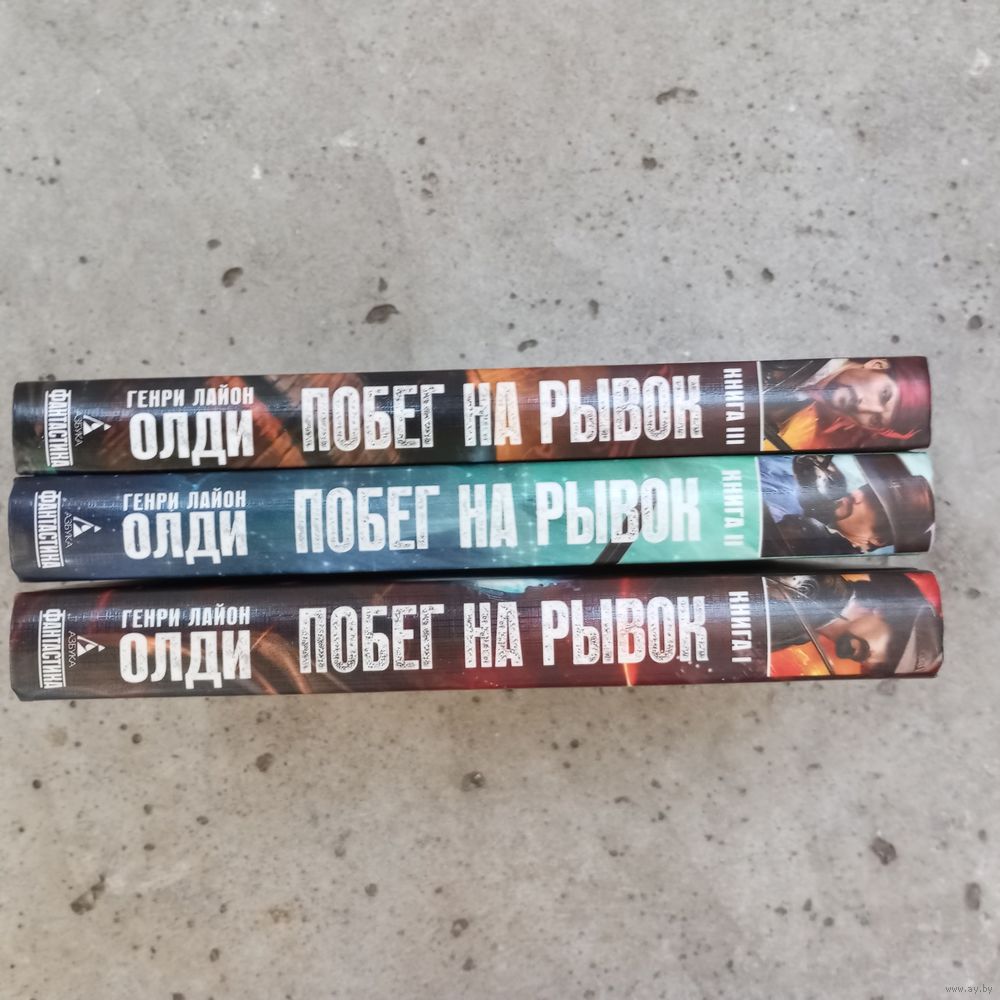 ФАНТАСТИКА
АЗБУКА
ГЕНРИ ЛАЙОН
ОЛДИ
ПОБЕГ НА РЫВОК
КНИГА III
ФАНТАСТИКА
АЗБУКА
ГЕНРИ ЛАЙОН
ОЛДИ
ПОБЕГ НА РЫВОК
КНИГА II
ФАНТАСТИКА
АЗБУКА
ГЕНРИ ЛАЙОН
ОЛДИ
ПОБЕГ НА РЫВОК
КНИГА I
www.ay.by